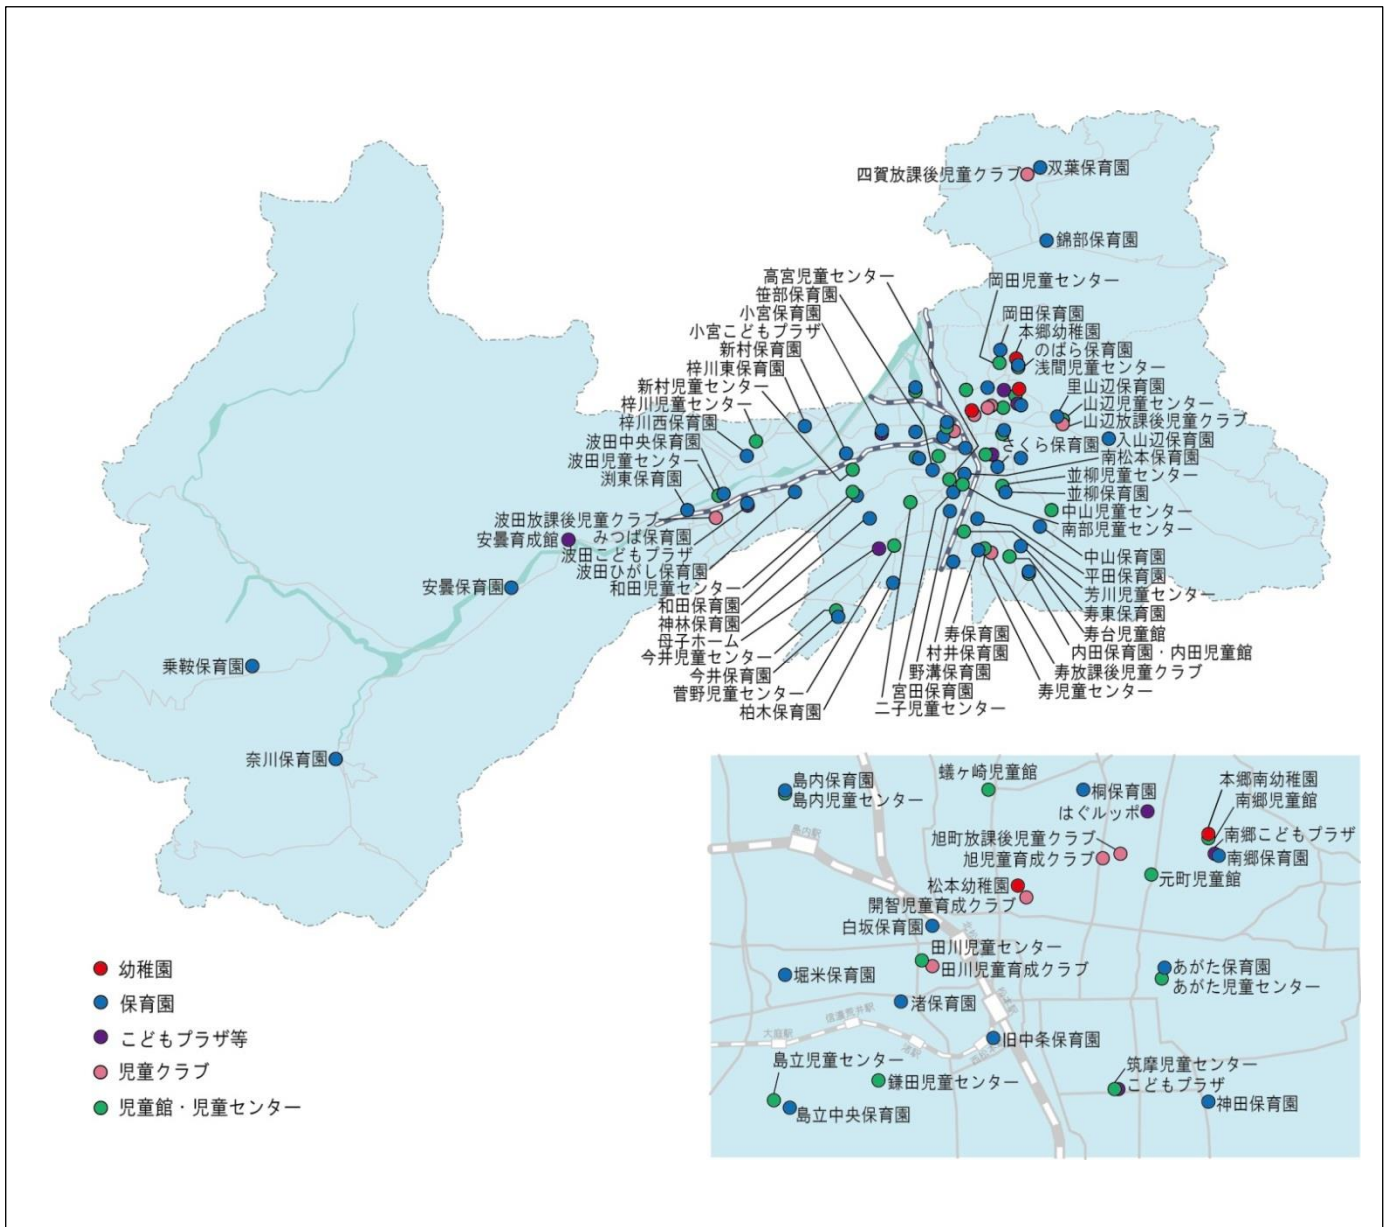 四賀放課後児童クラブ
双葉保育園
錦部保育園
高宮児童センター
笹部保育園
小宮保育園
小宮こどもプラザ
新村保育園
梓川東保育園
新村児童センター
梓川児童センター
梓川西保育園
波田中央保育園
波田児童センター
渕東保育園
波田放課後児童クラブ
安曇育成館
みつば保育園
波田こどもプラザ
波田ひがし保育園
和田児童センター
和田保育園
神林保育園
母子ホーム
今井児童センター
今井保育園
菅野児童センター
柏木保育園
安曇保育園
乗鞍保育園
奈川保育園
岡田児童センター
岡田保育園
本郷幼稚園
のばら保育園
浅間児童センター
里山辺保育園
山辺児童センター
山辺放課後児童クラブ
さくら保育園
入山辺保育園
南松本保育園
並柳児童センター
並柳保育園
中山児童センター
南部児童センター
中山保育園
平田保育園
芳川児童センター
寿東保育園
寿台児童館
内田保育園・内田児童館
寿放課後児童クラブ
寿児童センター
寿保育園
村井保育園
野溝保育園
宮田保育園
二子児童センター
島内保育園
島内児童センター
蟻ヶ崎児童館
桐保育園
はぐルッポ
本郷南幼稚園
南郷児童館
南郷こどもプラザ
南郷保育園
島内駅
旭町放課後児童クラブ
旭児童育成クラブ
元町児童館
松本幼稚園
開智児童育成クラブ
白坂保育園
田川児童センター
田川児童育成クラブ
堀米保育園
あがた保育園
あがた児童センター
渚保育園
信濃荒井駅
大庭駅
渚駅
旧中条保育園
島立児童センター
鎌田児童センター
島立中央保育園
筑摩児童センター
こどもプラザ
神田保育園
幼稚園
保育園
こどもプラザ等
児童クラブ
児童館・児童センター